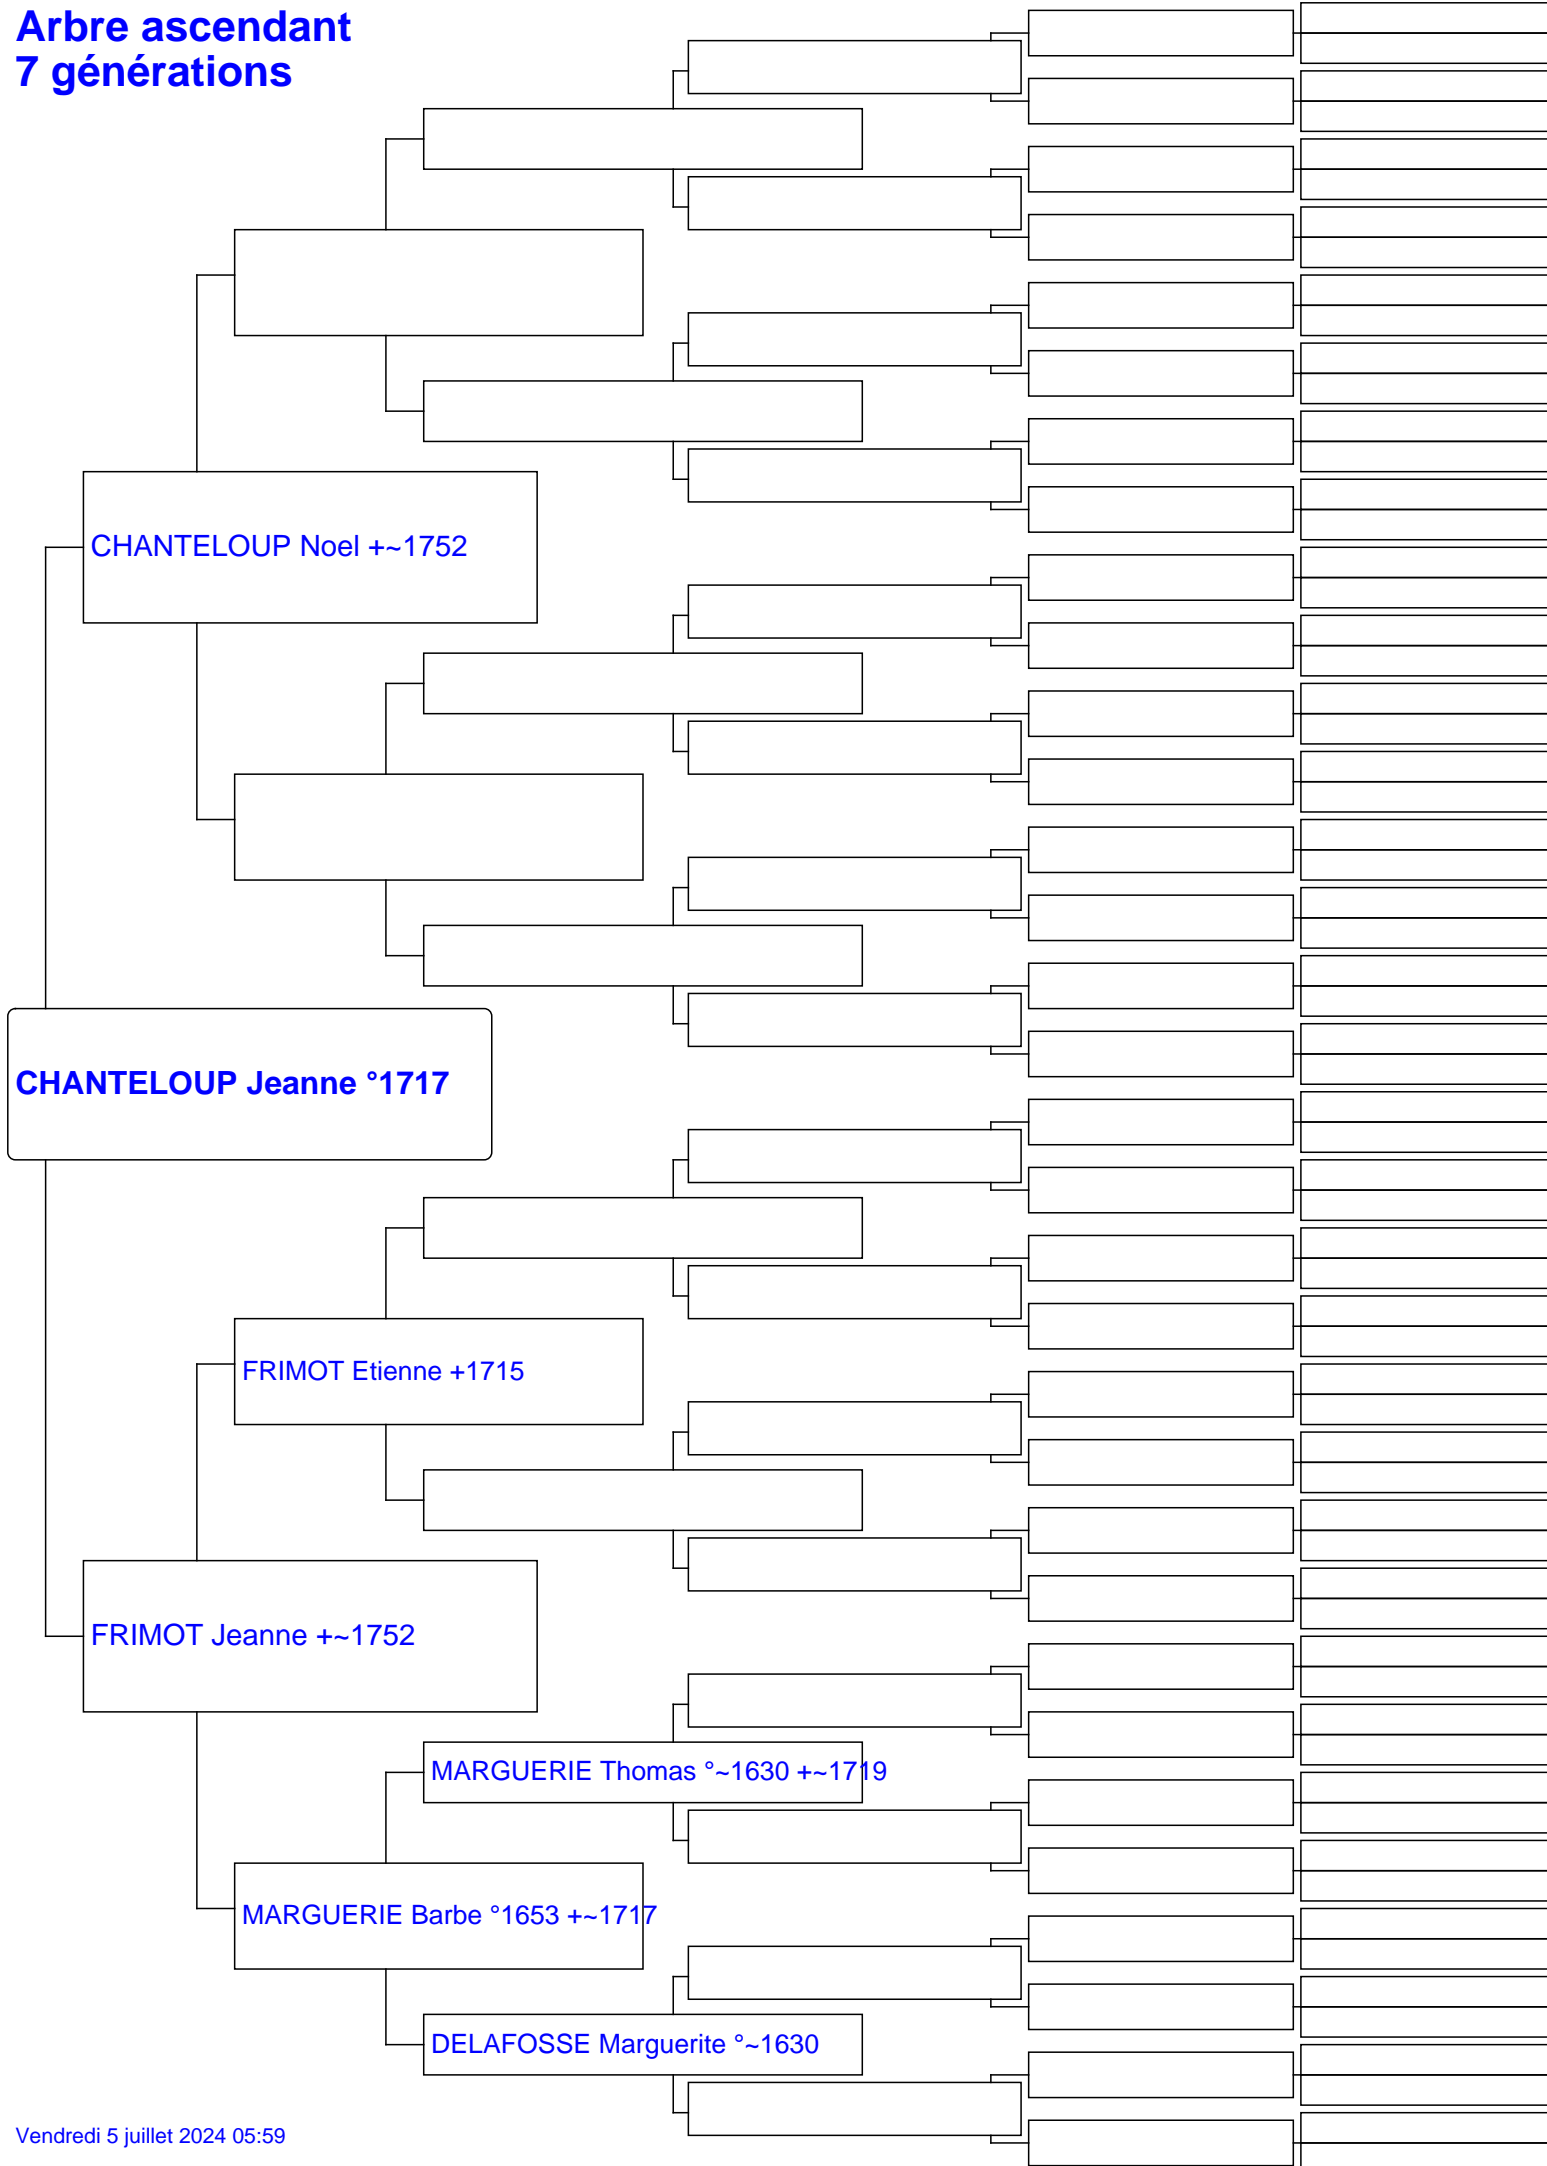 Arbre ascendant
7 générations
CHANTELOUP Noel +~1752
CHANTELOUP Jeanne °1717
FRIMOT Etienne +1715
FRIMOT Jeanne +~1752
MARGUERIE Thomas °~1630 +~1719
MARGUERIE Barbe °1653 +~1717
DELAFOSSE Marguerite °~1630
Vendredi 5 juillet 2024 05:59